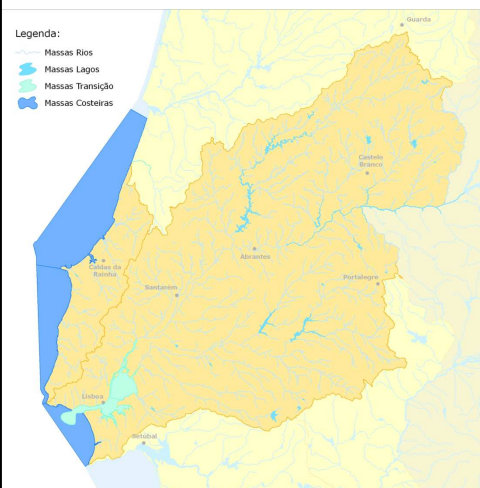 Legenda:
Massas Rios
Massas Lagos
Massas Transição
Massas Costeiras
Guarda
Castelo
Branco
Caldas da
Rainha
Abrantes
Portalegre
Santarém
Lisboa
Setúbal